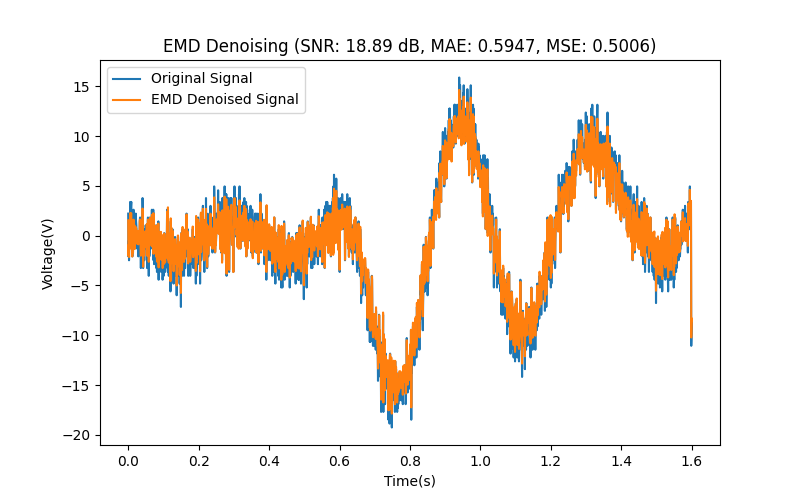 EMD Denoising (SNR: 18.89 dB, MAE: 0.5947, MSE: 0.5006)
Original Signal
EMD Denoised Signal
Voltage(V)
15
10
5
0
−5
−10
−15
−20
0.0 0.2 0.4 0.6 0.8 1.0 1.2 1.4 1.6
Time(s)